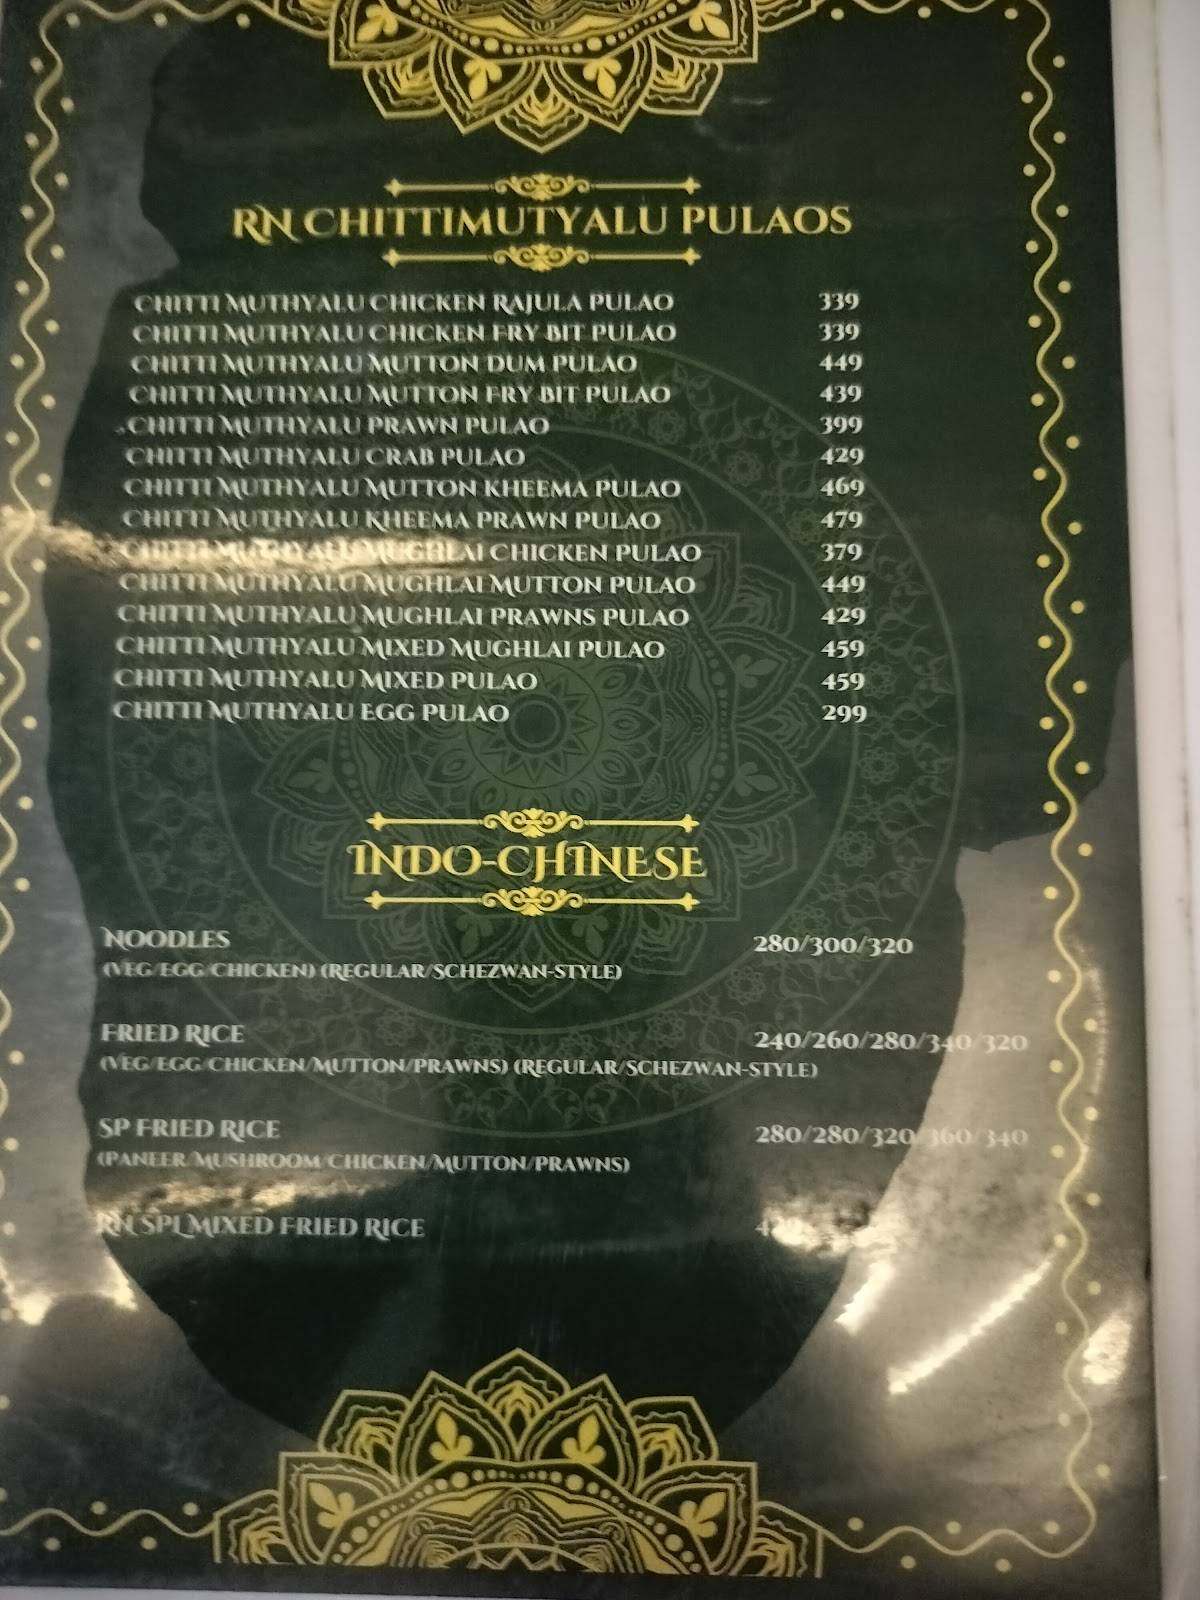 RN CHITTIMUTYALU PULAOS
CHITTI MUTHYALU CHICKEN RAJULA PULAO 339
CHITTI MUTHYALU CHICKEN FRY BIT PULAO 339
CHITTI MUTHYALU MUTTON DUM PULAO 449
CHITTI MUTHYALU MUTTON FRY BIT PULAO 439
CHITTI MUTHYALU PRAWN PULAO 399
CHITTI MUTHYALU CRAB PULAO 429
CHITTI MUTHYALU MUTTON KHEEMA PULAO 469
CHITTI MUTHYALU KHEEMA PRAWN PULAO 479
CHITTI MUTHYALU MUGHLAI CHICKEN PULAO 379
CHITTI MUTHYALU MUGHLAI MUTTON PULAO 449
CHITTI MUTHYALU MUGHLAI PRAWNS PULAO 429
CHITTI MUTHYALU MIXED MUGHLAI PULAO 459
CHITTI MUTHYALU MIXED PULAO 459
CHITTI MUTHYALU EGG PULAO 299
INDO-CHINESE
NOODLES 280/300/320
(VEG/EGG/CHICKEN) (REGULAR/SCHEZWAN-STYLE)
FRIED RICE 240/260/280/340/320
(VEG/EGG/CHICKEN/MUTTON/PRAWNS) (REGULAR/SCHEZWAN-STYLE)
SP FRIED RICE 280/280/320/360/340
(PANEER/MUSHROOM/CHICKEN/MUTTON/PRAWNS)
RN SPL MIXED FRIED RICE